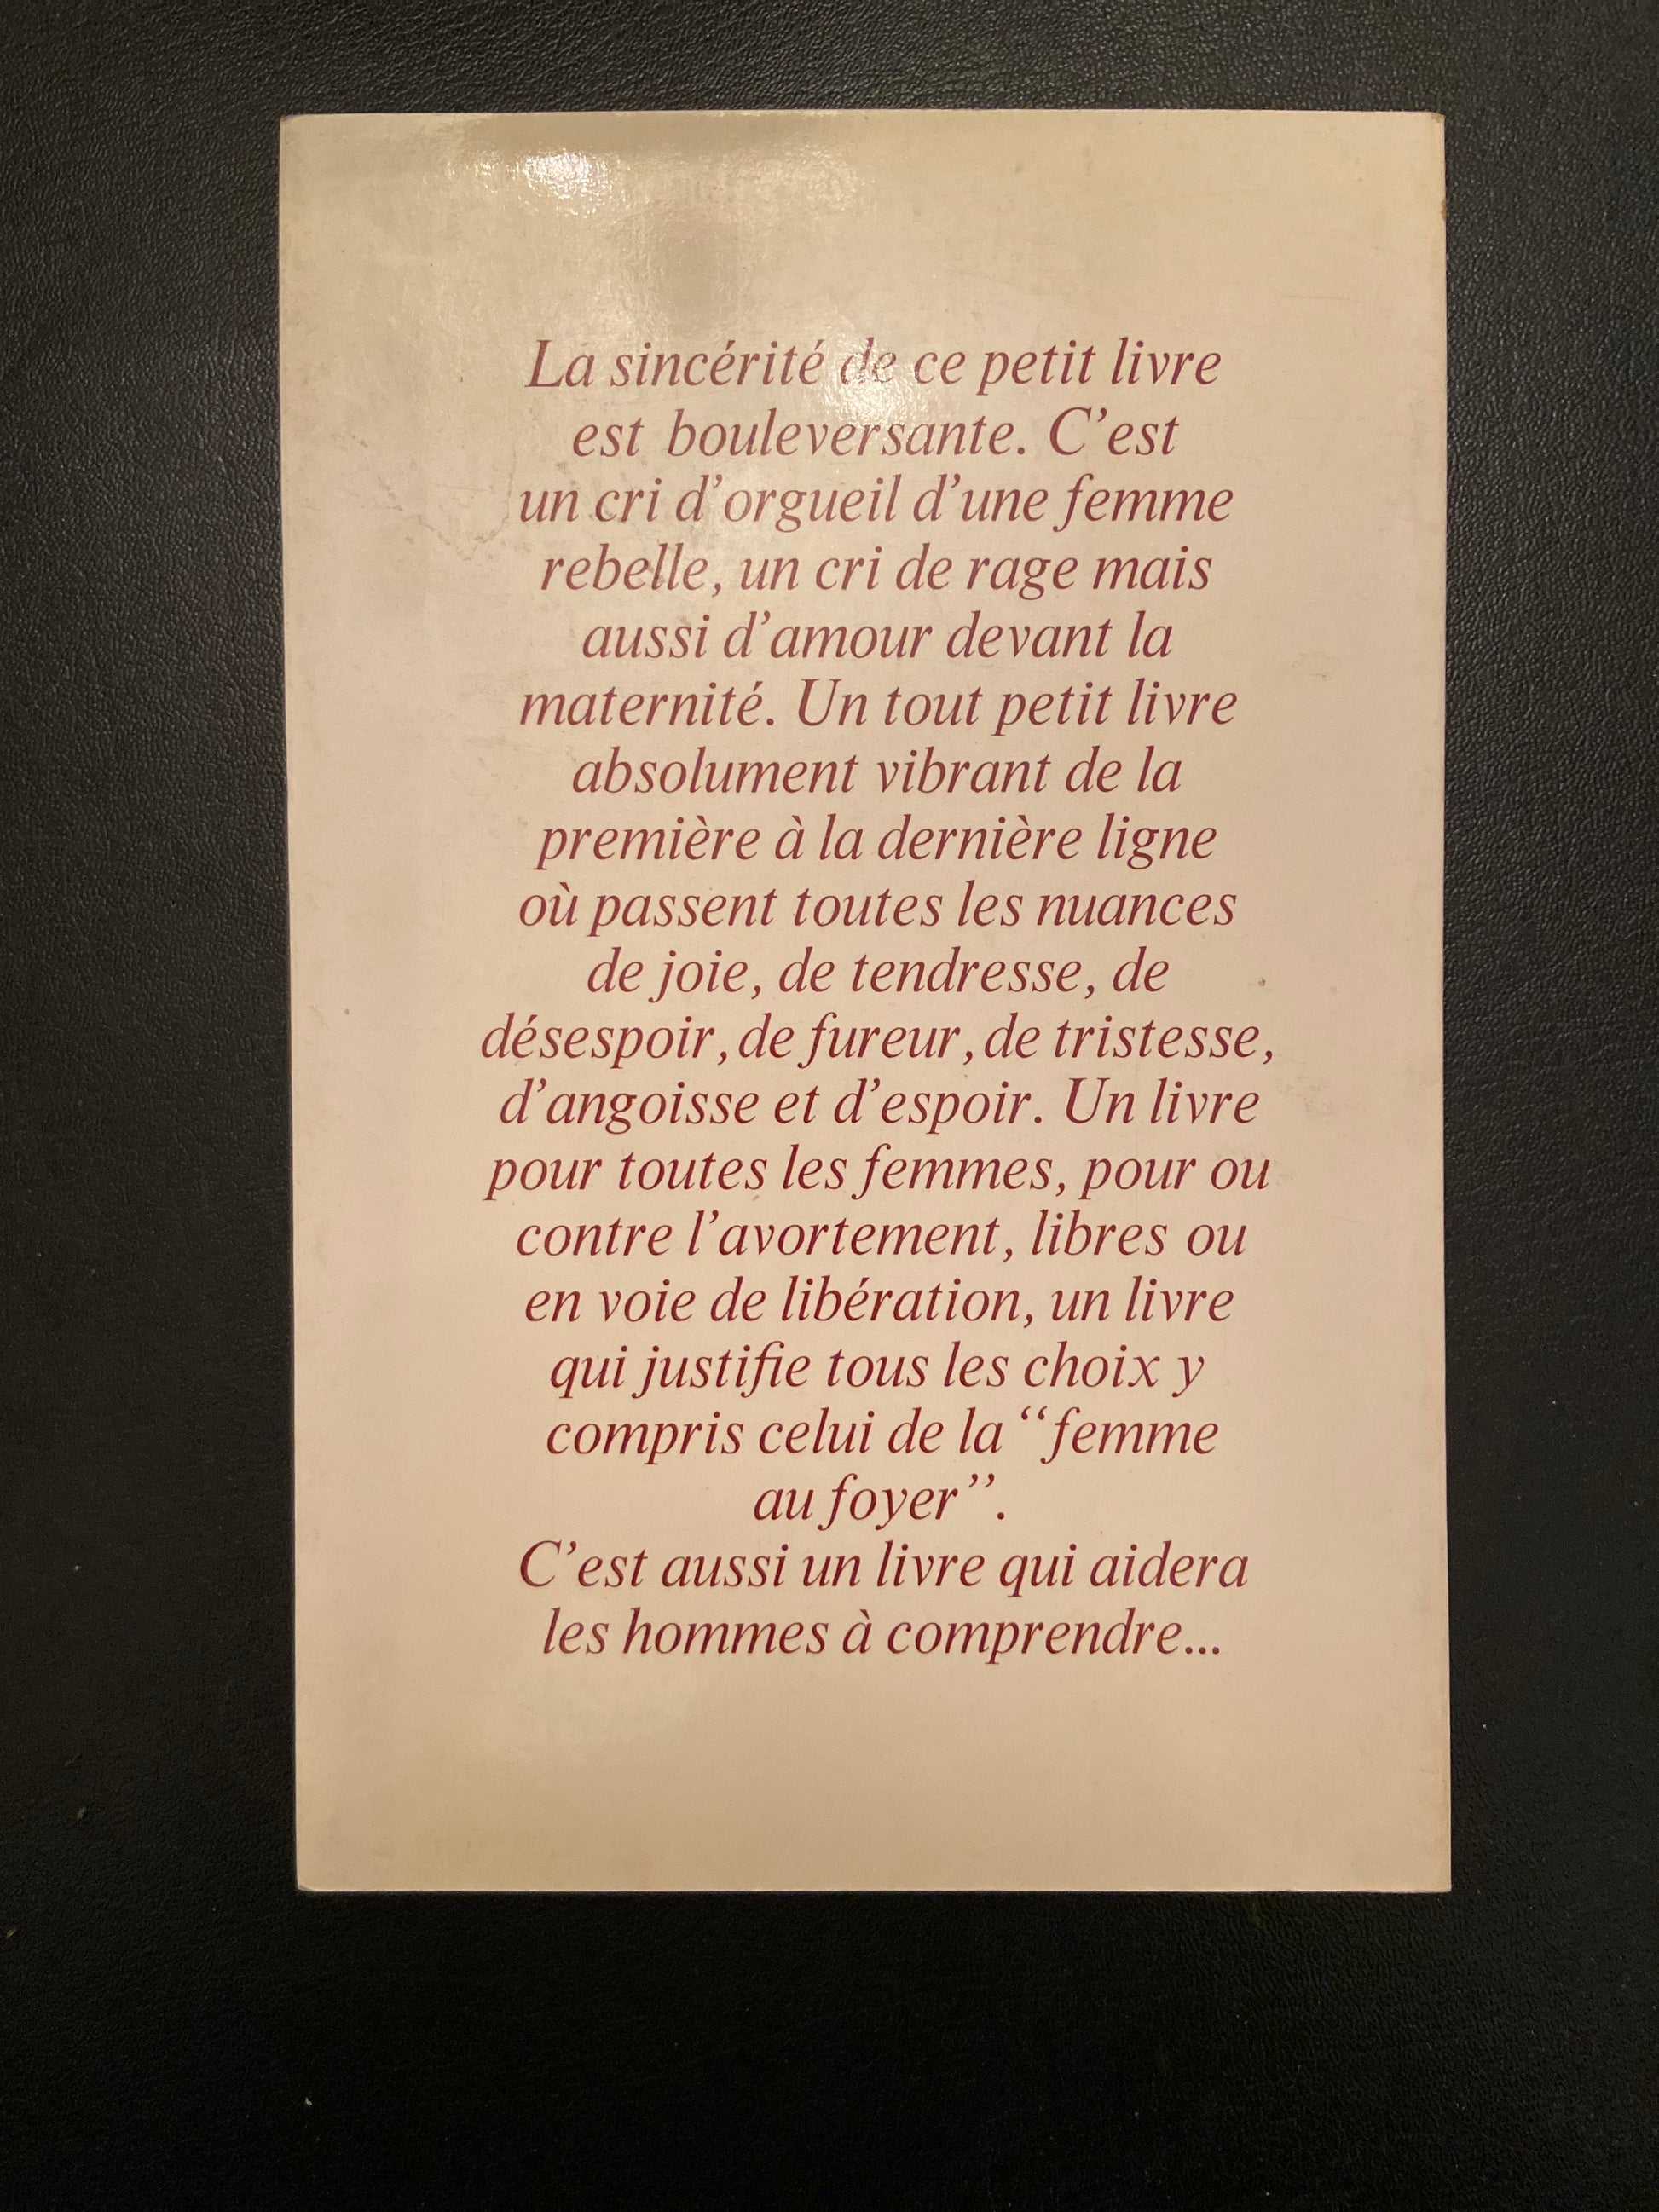 La sincérité de ce petit livre
est bouleversante. C'est
un cri d'orgueil d'une femme
rebelle, un cri de rage mais
aussi d'amour devant la
maternité. Un tout petit livre
absolument vibrant de la
première à la dernière ligne
où passent toutes les nuances
de joie, de tendresse, de
désespoir, de fureur, de tristesse,
d'angoisse et d'espoir. Un livre
pour toutes les femmes, pour ou
contre l'avortement, libres ou
en voie de libération, un livre
qui justifie tous les choix y
compris celui de la “femme
au foyer”.
C'est aussi un livre qui aidera
les hommes à comprendre...